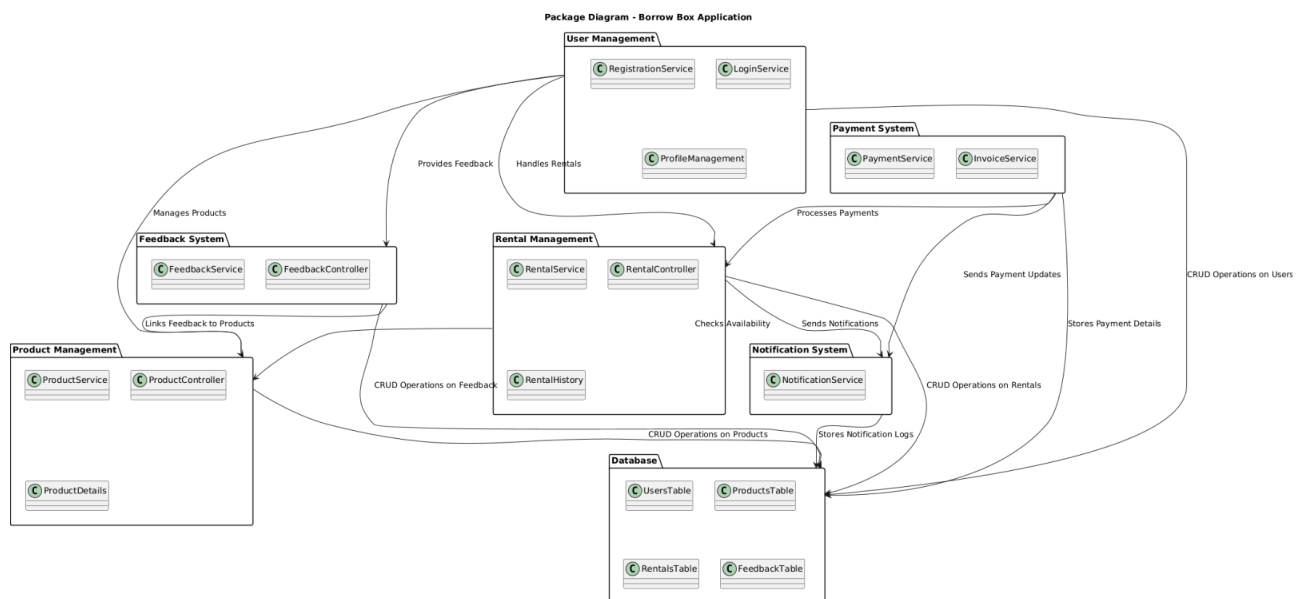 Package Diagram - Borrow Box Application
User Management
C RegistrationService
C LoginService
C ProfileManagement
Payment System
C PaymentService
C InvoiceService
Provides Feedback
Handles Rentals
Manages Products
Processes Payments
Feedback System
C FeedbackService
C FeedbackController
Rental Management
C RentalService
C RentalController
C RentalHistory
Sends Payment Updates
CRUD Operations on Users
Links Feedback to Products
Checks Availability
Sends Notifications
Stores Payment Details
Product Management
C ProductService
C ProductController
C ProductDetails
Notification System
C NotificationService
CRUD Operations on Feedback
CRUD Operations on Rentals
CRUD Operations on Products
Stores Notification Logs
Database
C UsersTable
C ProductsTable
C RentalsTable
C FeedbackTable